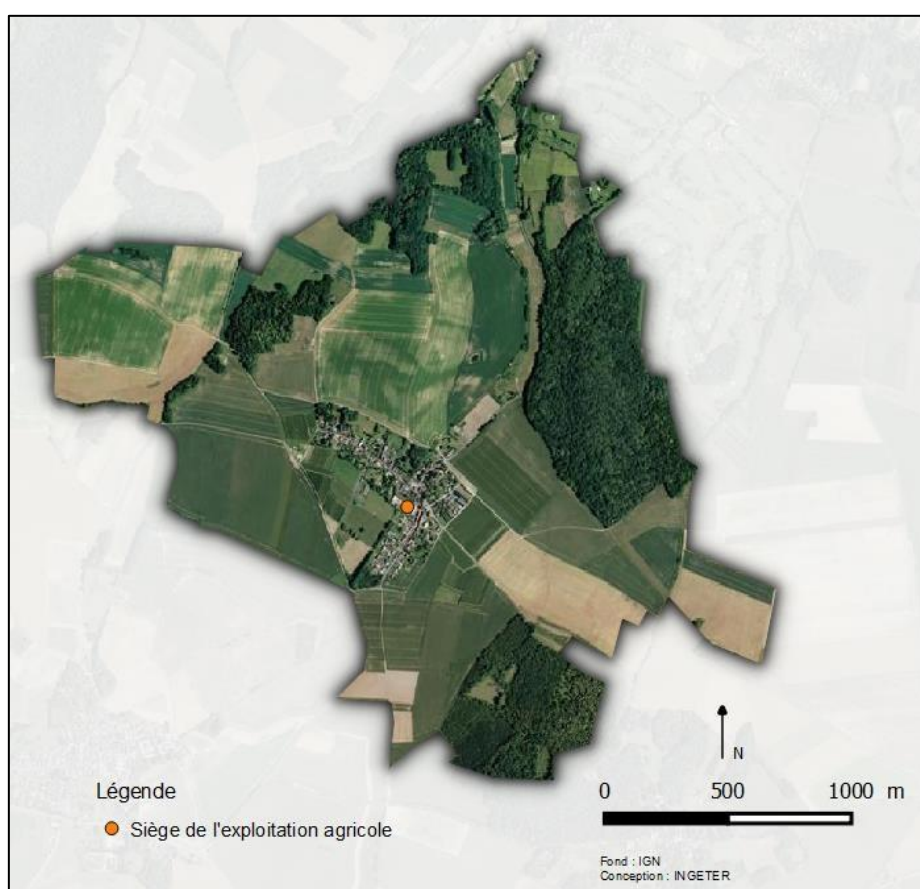 N
Légende
Siège de l'exploitation agricole
0 500 1000 m
Fond : IGN
Conception : INGETER